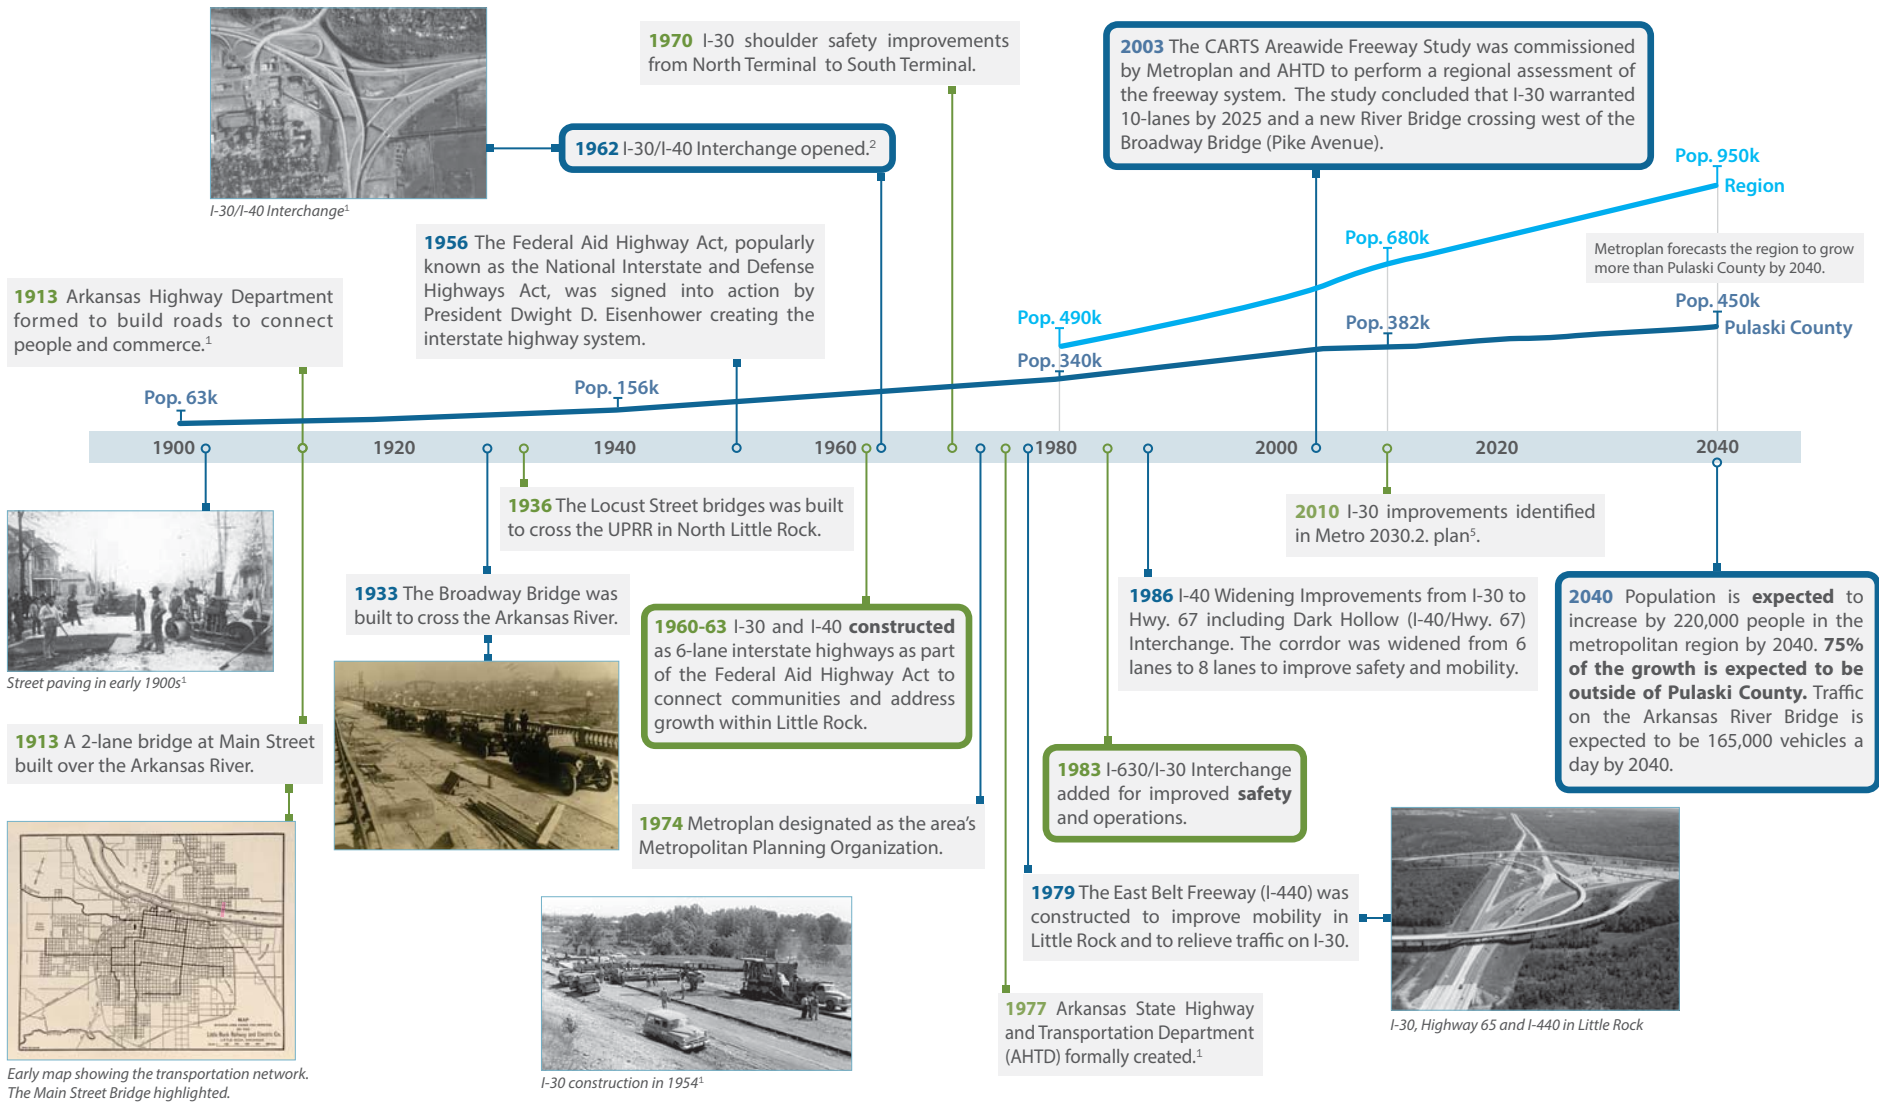 I-30/I-40 Interchange¹
1962 I-30/I-40 Interchange opened.²
1970 I-30 shoulder safety improvements
from North Terminal to South Terminal.
2003 The CARTS Areawide Freeway Study was commissioned
by Metroplan and AHTD to perform a regional assessment of
the freeway system. The study concluded that I-30 warranted
10-lanes by 2025 and a new River Bridge crossing west of the
Broadway Bridge (Pike Avenue).
1913 Arkansas Highway Department
formed to build roads to connect
people and commerce.¹
1956 The Federal Aid Highway Act, popularly
known as the National Interstate and Defense
Highways Act, was signed into action by
President Dwight D. Eisenhower creating the
interstate highway system.
Pop. 950k
Region
Pop. 680k
Pop. 490k
Metroplan forecasts the region to grow
more than Pulaski County by 2040.
Pop. 450k
Pulaski County
Pop. 382k
Pop. 340k
Pop. 156k
Pop. 63k
1900 1920 1940 1960 1980 2000 2020 2040
Street paving in early 1900s¹
1913 A 2-lane bridge at Main Street
built over the Arkansas River.
MAP
Little Rock Railway and Electric Co.
Early map showing the transportation network.
The Main Street Bridge highlighted.
1936 The Locust Street bridges was built
to cross the UPRR in North Little Rock.
1933 The Broadway Bridge was
built to cross the Arkansas River.
1960-63 I-30 and I-40 constructed
as 6-lane interstate highways as part
of the Federal Aid Highway Act to
connect communities and address
growth within Little Rock.
1974 Metroplan designated as the area's
Metropolitan Planning Organization.
I-30 construction in 1954¹
2010 I-30 improvements identified
in Metro 2030.2. plan⁵.
1986 I-40 Widening Improvements from I-30 to
Hwy. 67 including Dark Hollow (I-40/Hwy. 67)
Interchange. The corrdor was widened from 6
lanes to 8 lanes to improve safety and mobility.
1983 I-630/I-30 Interchange
added for improved safety
and operations.
1979 The East Belt Freeway (I-440) was
constructed to improve mobility in
Little Rock and to relieve traffic on I-30.
1977 Arkansas State Highway
and Transportation Department
(AHTD) formally created.¹
2040 Population is expected to
increase by 220,000 people in the
metropolitan region by 2040. 75%
of the growth is expected to be
outside of Pulaski County. Traffic
on the Arkansas River Bridge is
expected to be 165,000 vehicles a
day by 2040.
I-30, Highway 65 and I-440 in Little Rock